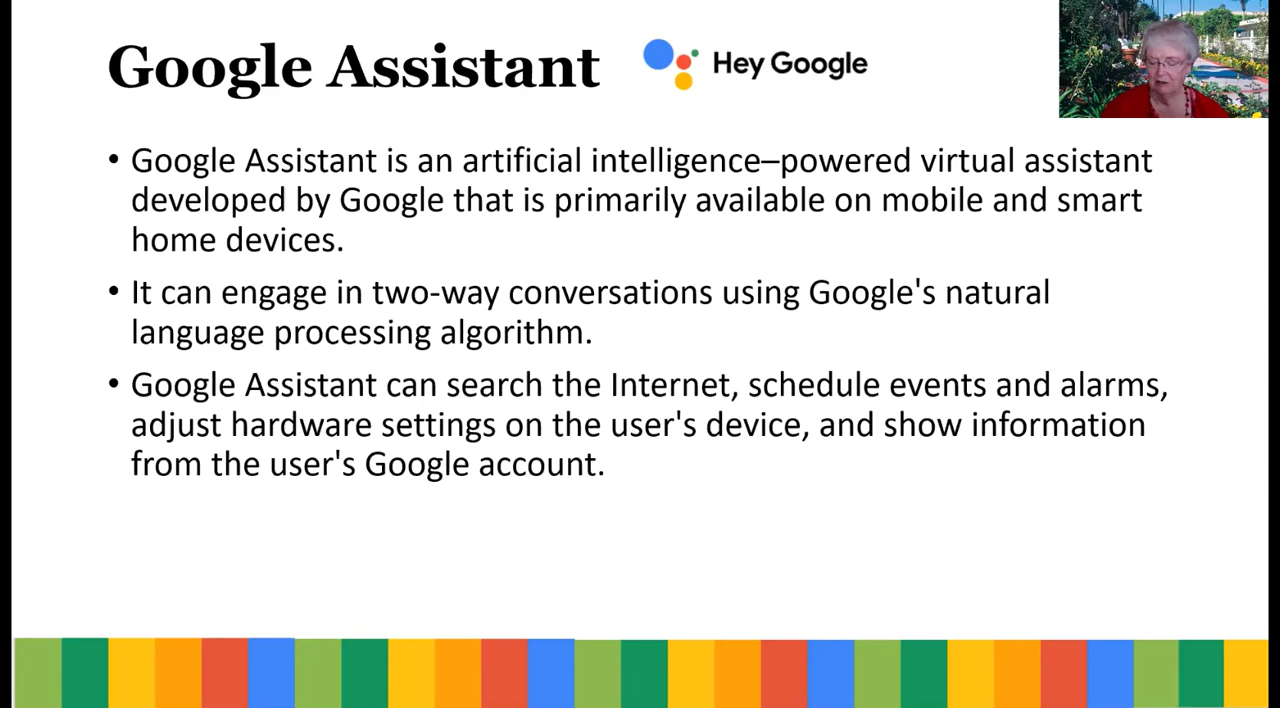 Google Assistant Hey Google
• Google Assistant is an artificial intelligence–powered virtual assistant
developed by Google that is primarily available on mobile and smart
home devices.
• It can engage in two-way conversations using Google's natural
language processing algorithm.
• Google Assistant can search the Internet, schedule events and alarms,
adjust hardware settings on the user's device, and show information
from the user's Google account.